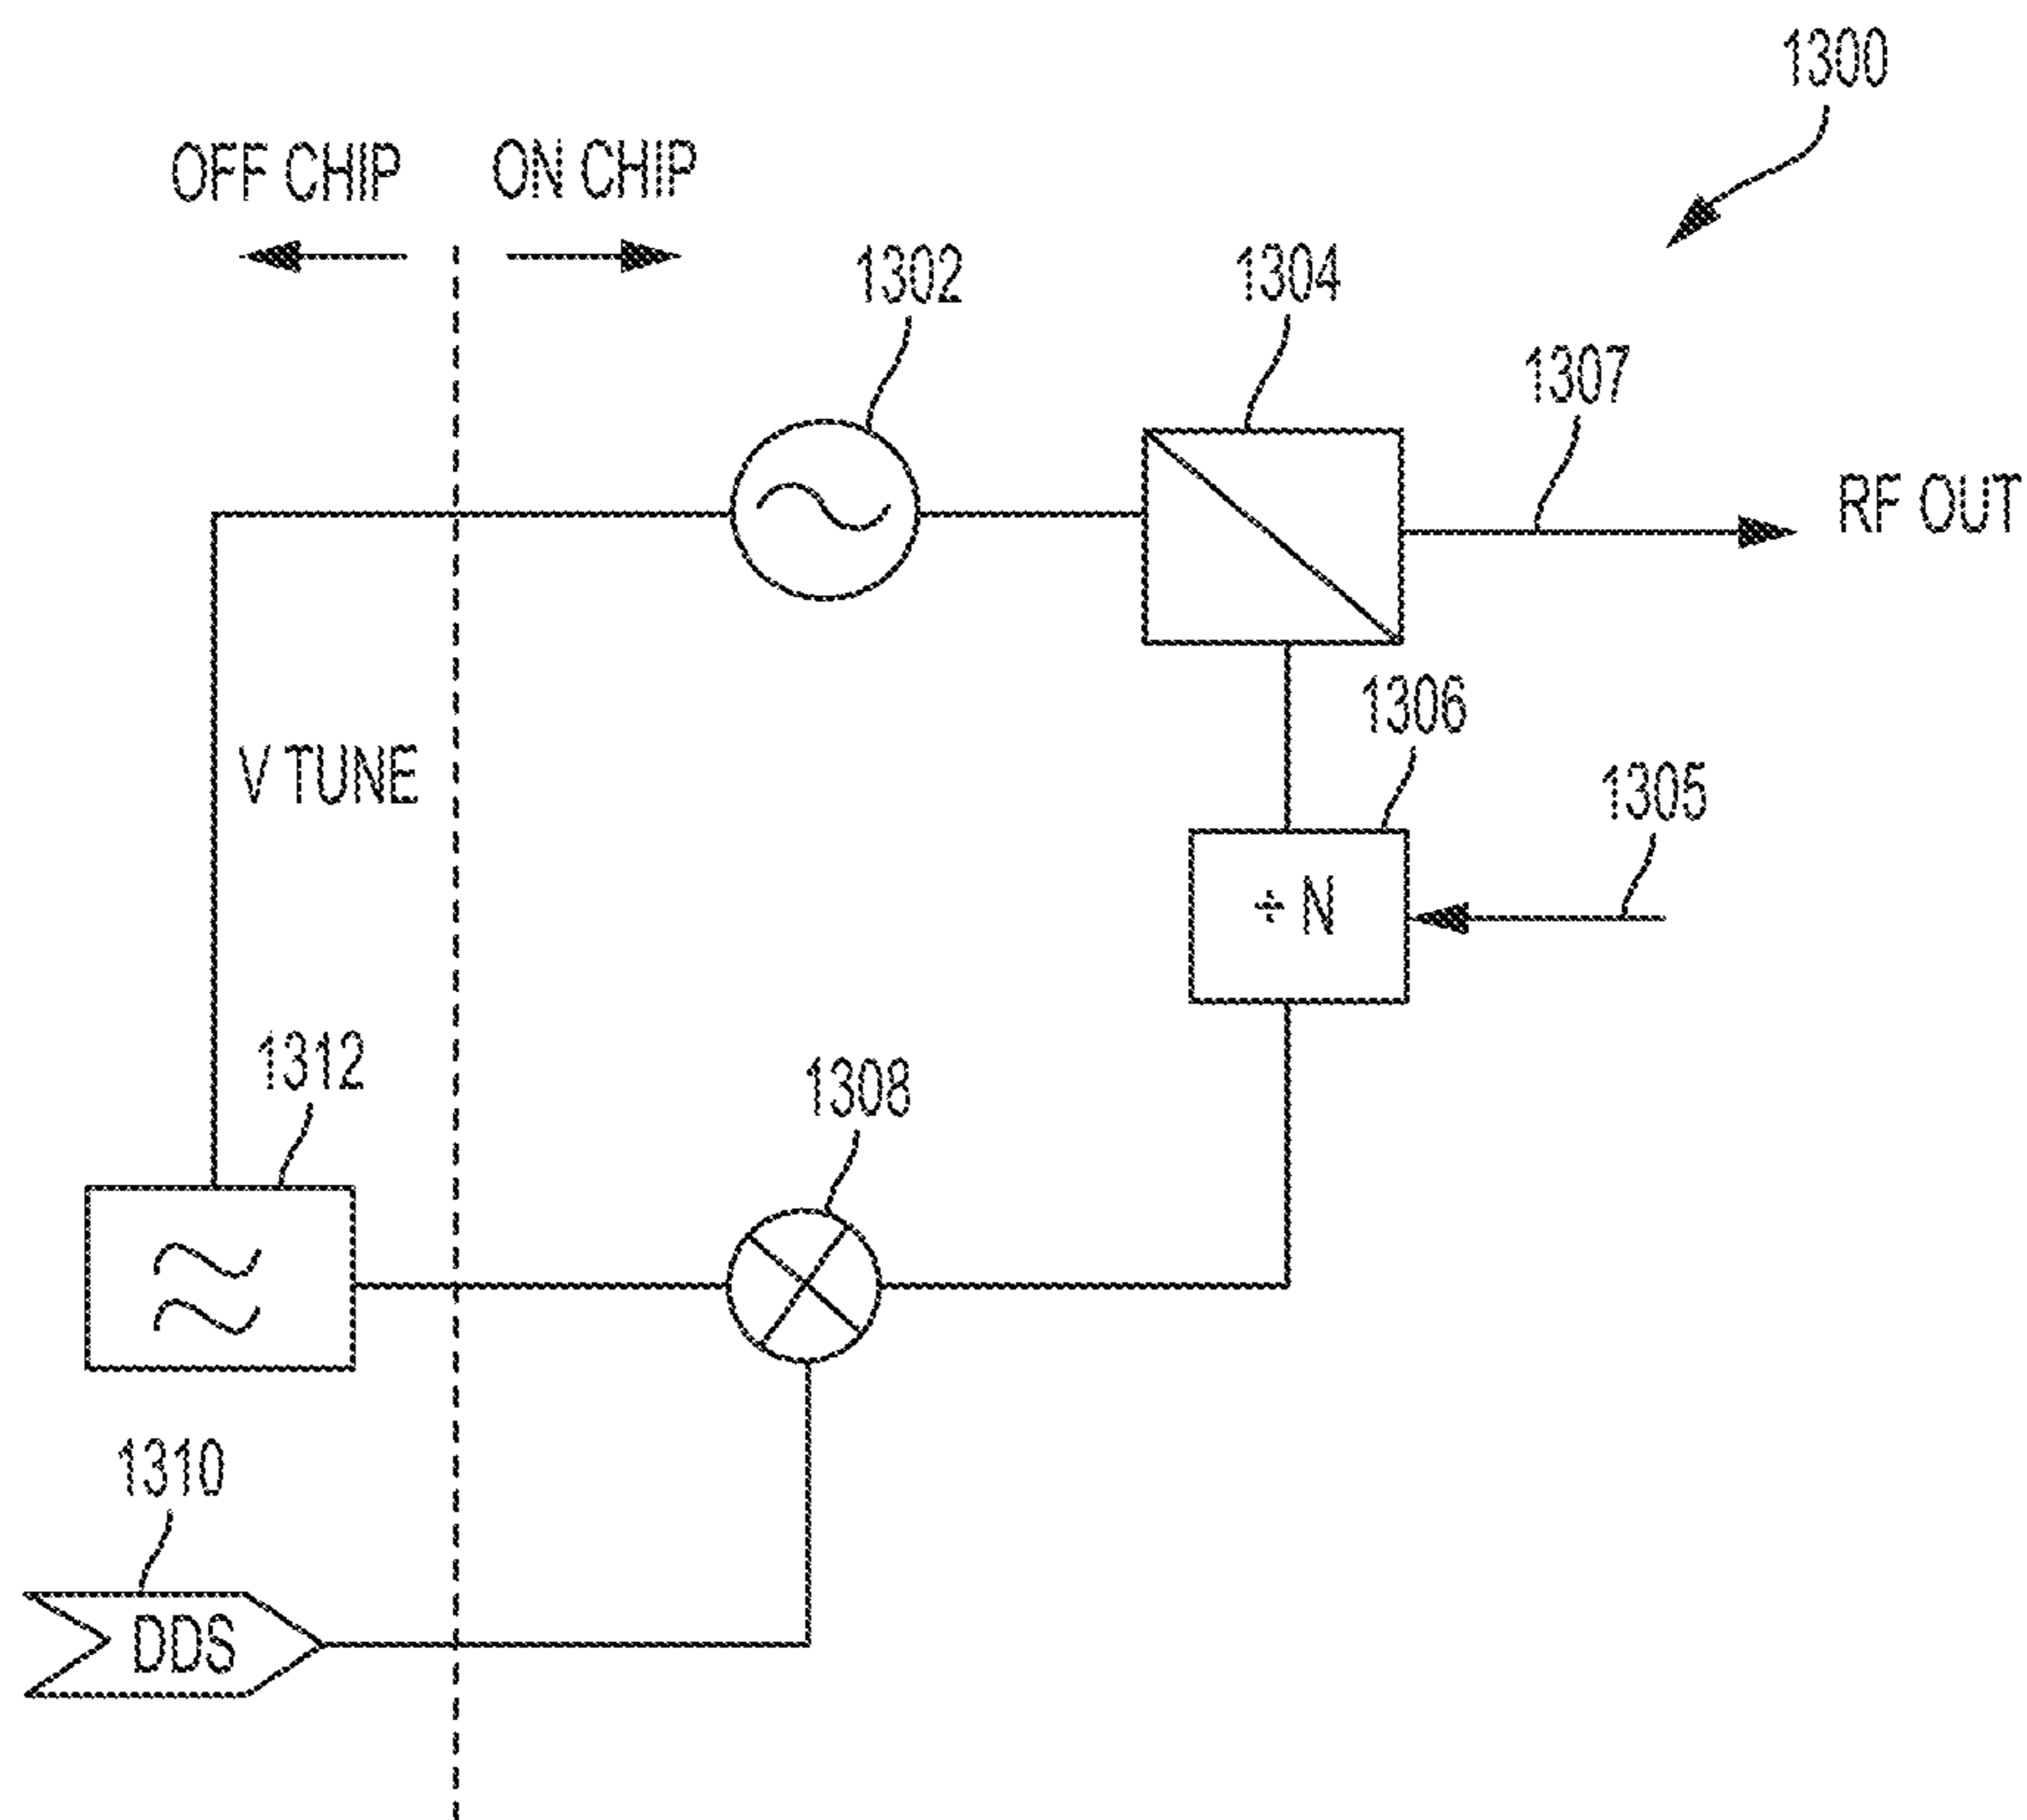 1300
OFF CHIP
ON CHIP
1302
1304
1307
RF OUT
V TUNE
1306
1305
÷ N
1312
1308
1310
DDS